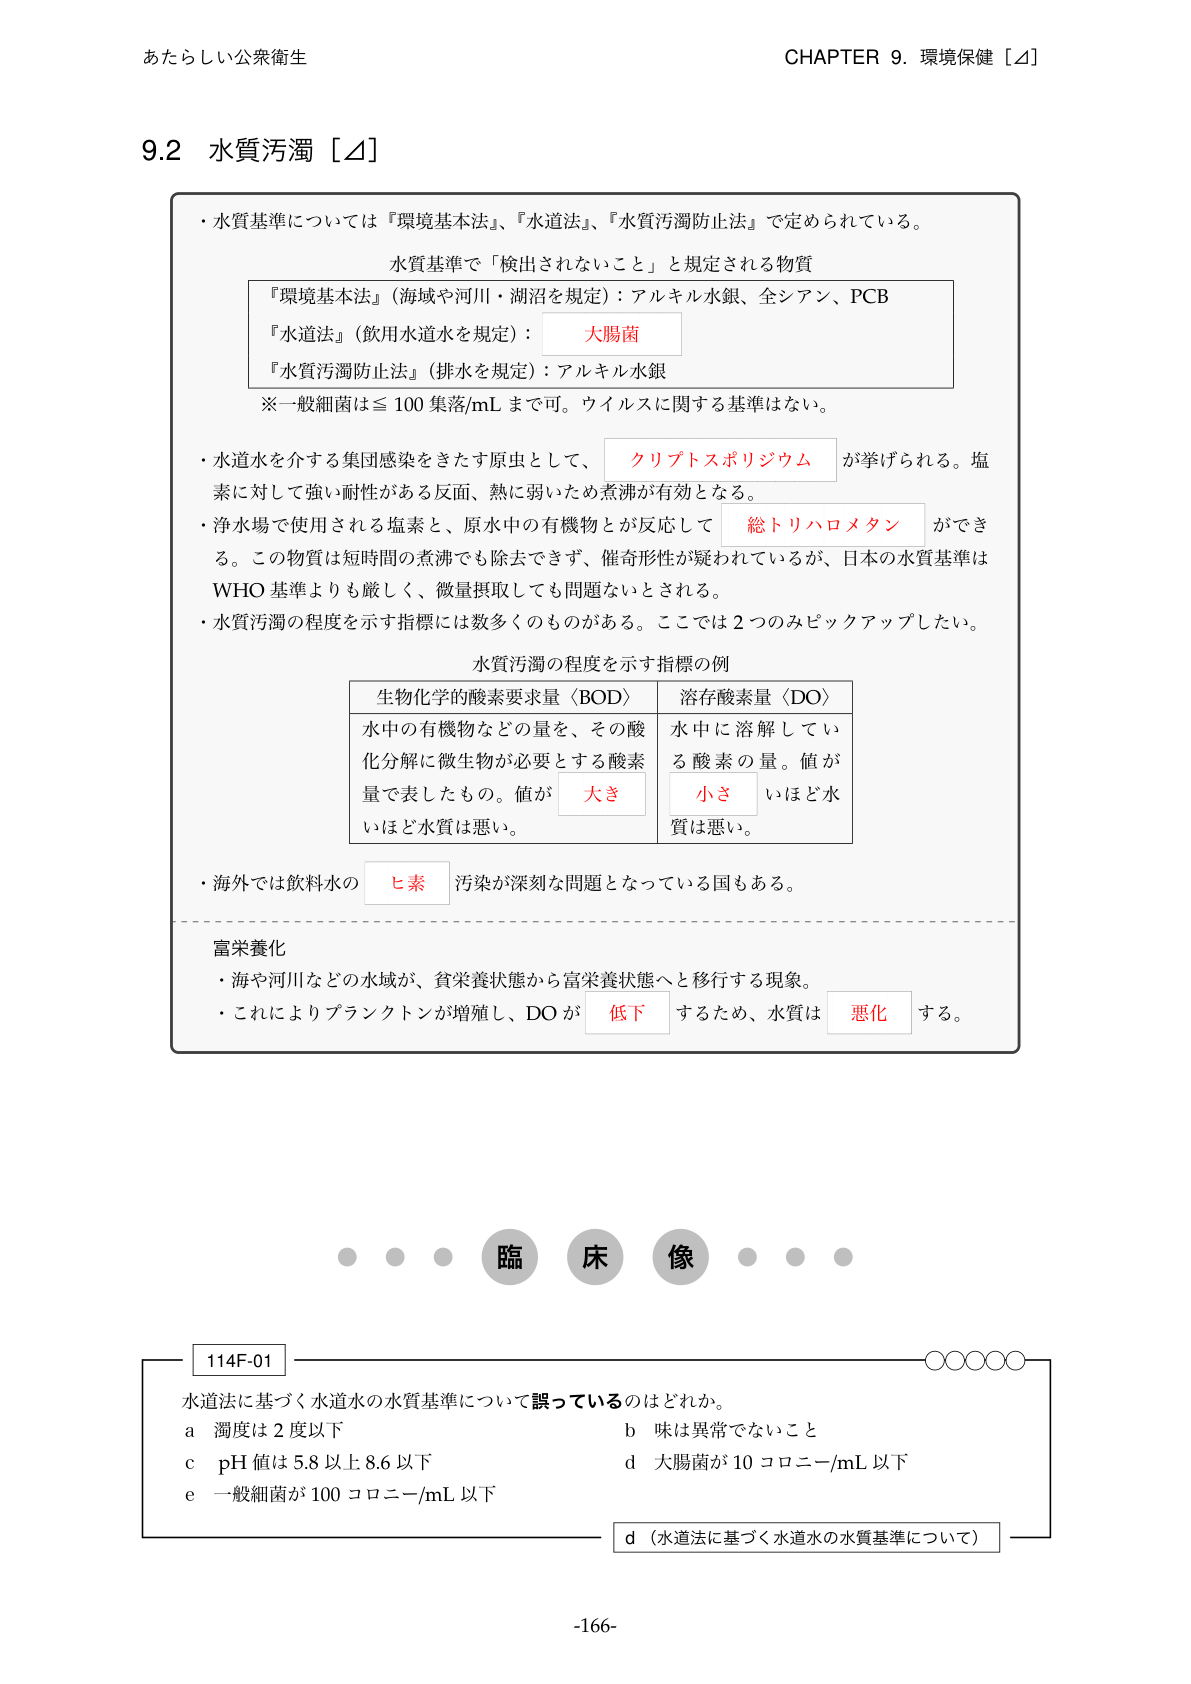 あたらしい公衆衛生
CHAPTER 9. 環境保健［⊿］
9.2 水質汚濁［⊿］
・水質基準については『環境基本法』、『水道法』、『水質汚濁防止法』で定められている。
水質基準で「検出されないこと」と規定される物質
『環境基本法』（海域や河川・湖沼を規定）：アルキル水銀、全シアン、PCB
『水道法』（飲用水道水を規定）： 大腸菌
『水質汚濁防止法』（排水を規定）：アルキル水銀
※一般細菌は≦ 100 集落/mL まで可。ウイルスに関する基準はない。
・水道水を介する集団感染をきたす原虫として、 クリプトスポリジウム が挙げられる。塩
素に対して強い耐性がある反面、熱に弱いため煮沸が有効となる。
・浄水場で使用される塩素と、原水中の有機物とが反応して 総トリハロメタン ができ
る。この物質は短時間の煮沸でも除去できず、催奇形性が疑われているが、日本の水質基準は
WHO 基準よりも厳しく、微量摂取しても問題ないとされる。
・水質汚濁の程度を示す指標には数多くのものがある。ここでは 2 つのみピックアップしたい。
水質汚濁の程度を示す指標の例
生物化学的酸素要求量〈BOD〉
水中の有機物などの量を、その酸
化分解に微生物が必要とする酸素
量で表したもの。値が 大き
いほど水質は悪い。
溶存酸素量〈DO〉
水中に溶解してい
る酸素の量。値が
小さ いほど水
質は悪い。
・海外では飲料水の ヒ素 汚染が深刻な問題となっている国もある。
富栄養化
・海や河川などの水域が、貧栄養状態から富栄養状態へと移行する現象。
・これによりプランクトンが増殖し、DO が 低下 するため、水質は 悪化 する。
臨 床 像
114F-01
水道法に基づく水道水の水質基準について誤っているのはどれか。
a 濁度は 2 度以下
b 味は異常でないこと
c pH 値は 5.8 以上 8.6 以下
d 大腸菌が 10 コロニー/mL 以下
e 一般細菌が 100 コロニー/mL 以下
d （水道法に基づく水道水の水質基準について）
-166-